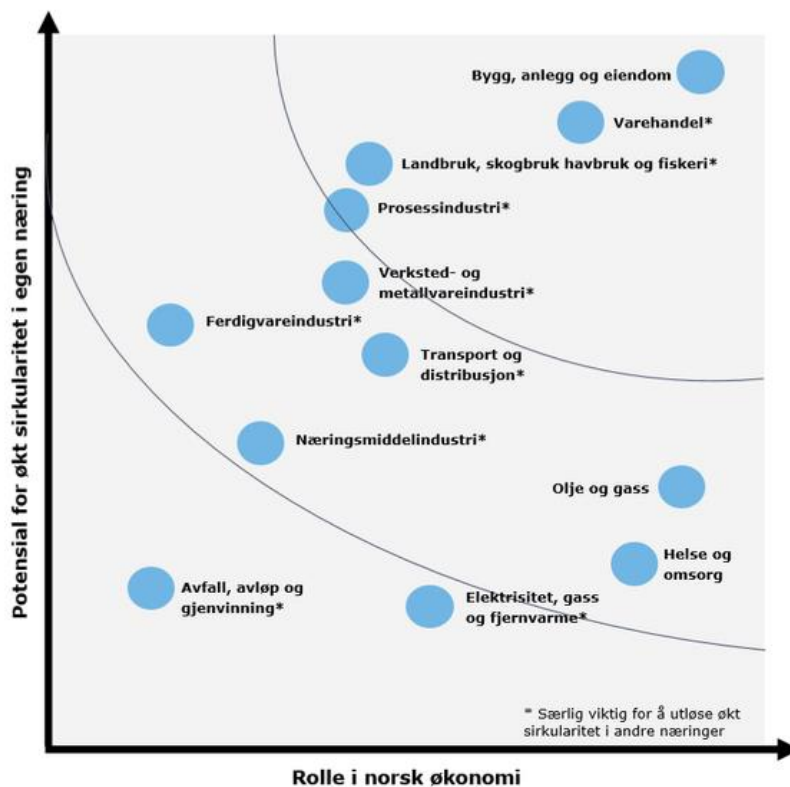 Potensial for økt sirkularitet i egen næring
Bygg, anlegg og eiendom
Varehandel*
Landbruk, skogbruk havbruk og fiskeri*
Prosessindustri*
Verksted- og
metallvareindustri*
Ferdigvareindustri*
Transport og
distribusjon*
Næringsmiddelindustri*
Olje og gass
Helse og
omsorg
Avfall, avløp og
gjenvinning*
Elektrisitet, gass
og fjernvarme*
* Særlig viktig for å utløse økt
sirkularitet i andre næringer
Rolle i norsk økonomi